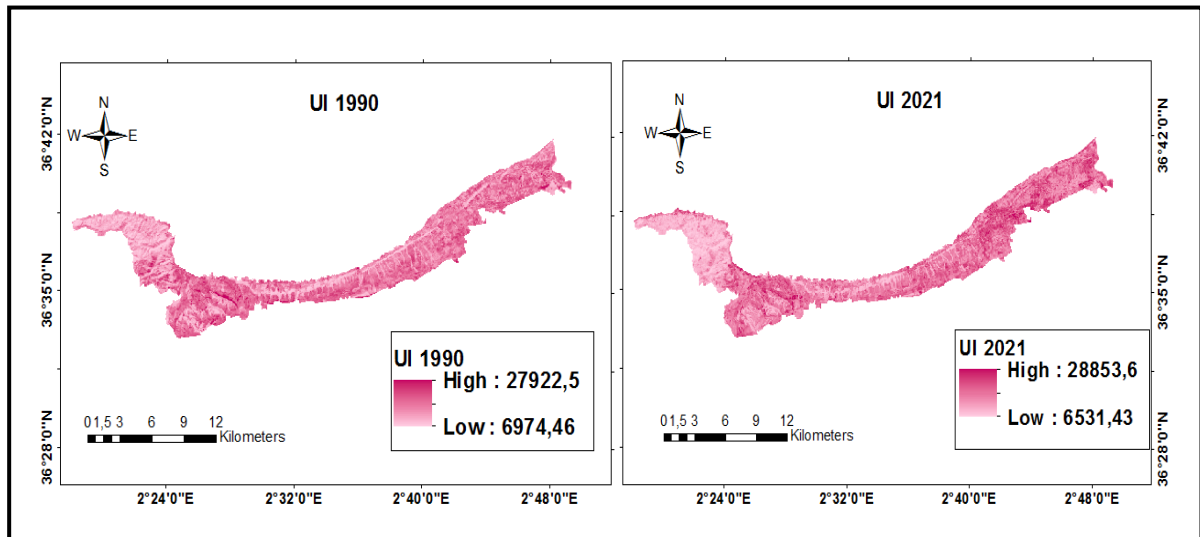 UI 1990
N
W E
S
36°42'0"N
36°35'0"N
36°28'0"N
UI 1990
High : 27922,5
Low : 6974,46
0 1,5 3 6 9 12
Kilometers
2°24'0"E 2°32'0"E 2°40'0"E 2°48'0"E
UI 2021
N
W E
S
36°42'0"N
36°35'0"N
36°28'0"N
UI 2021
High : 28853,6
Low : 6531,43
0 1,5 3 6 9 12
Kilometers
2°24'0"E 2°32'0"E 2°40'0"E 2°48'0"E